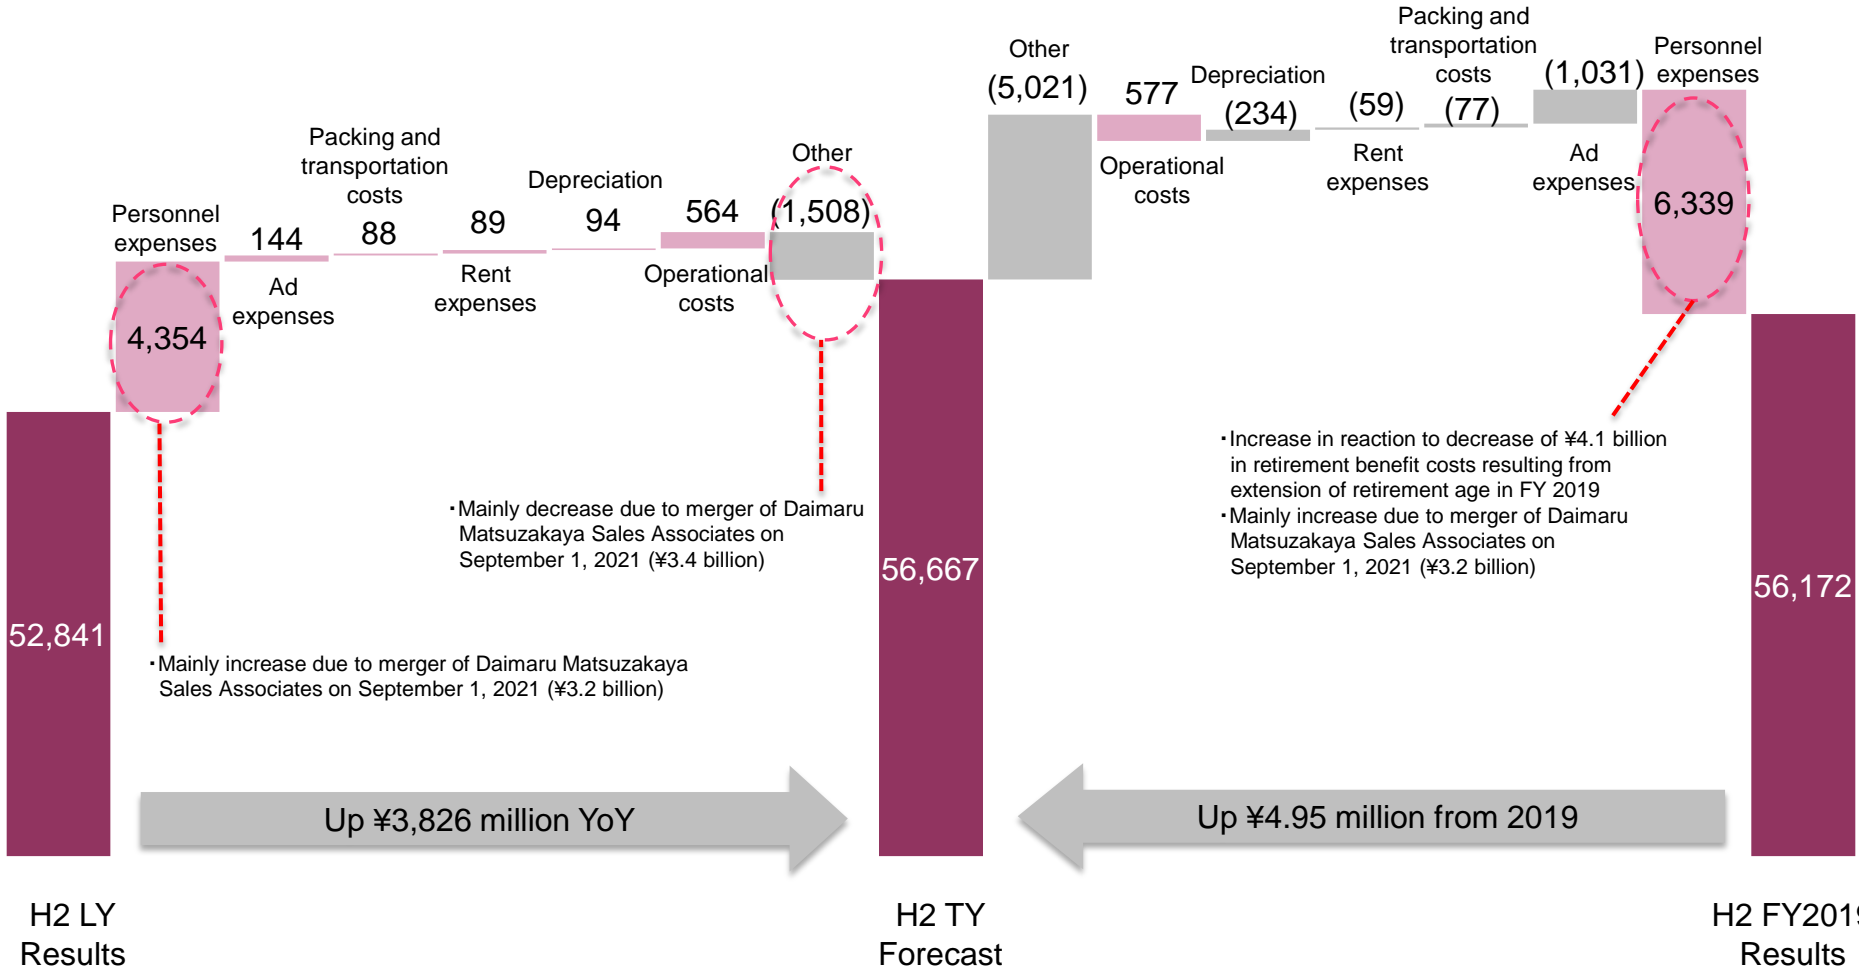 Personnel
expenses
4,354
144
Ad
expenses
Packing and
transportation
costs
88
89
Rent
expenses
Depreciation
94
564
Operational
costs
Other
(1,508)
Other
(5,021)
577
Operational
costs
Depreciation
(234)
(59)
Rent
expenses
Packing and
transportation
costs
(77)
(1,031)
Ad
expenses
Personnel
expenses
6,339
・Mainly decrease due to merger of Daimaru
Matsuzakaya Sales Associates on
September 1, 2021 (¥3.4 billion)
・Increase in reaction to decrease of ¥4.1 billion
in retirement benefit costs resulting from
extension of retirement age in FY 2019
・Mainly increase due to merger of Daimaru
Matsuzakaya Sales Associates on
September 1, 2021 (¥3.2 billion)
52,841
56,667
56,172
・Mainly increase due to merger of Daimaru Matsuzakaya
Sales Associates on September 1, 2021 (¥3.2 billion)
Up ¥3,826 million YoY
Up ¥4.95 million from 2019
H2 LY
Results
H2 TY
Forecast
H2 FY2019
Results